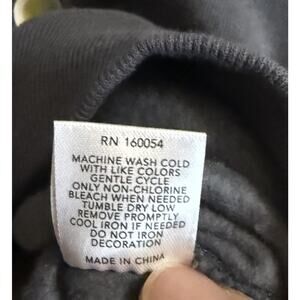 RN 160054
MACHINE WASH COLD
WITH LIKE COLORS
GENTLE CYCLE
ONLY NON-CHLORINE
BLEACH WHEN NEEDED
TUMBLE DRY LOW
REMOVE PROMPTLY
COOL IRON IF NEEDED
DO NOT IRON
DECORATION
MADE IN CHINA